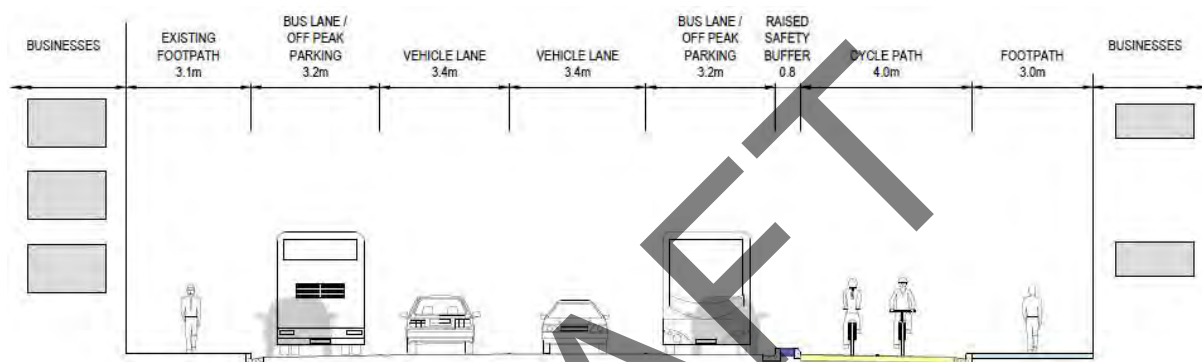 BUSINESSES
EXISTING
FOOTPATH
3.1m
BUS LANE /
OFF PEAK
PARKING
3.2m
VEHICLE LANE
3.4m
VEHICLE LANE
3.4m
BUS LANE /
OFF PEAK
PARKING
3.2m
RAISED
SAFETY
BUFFER
0.8
CYCLE PATH
4.0m
FOOTPATH
3.0m
BUSINESSES